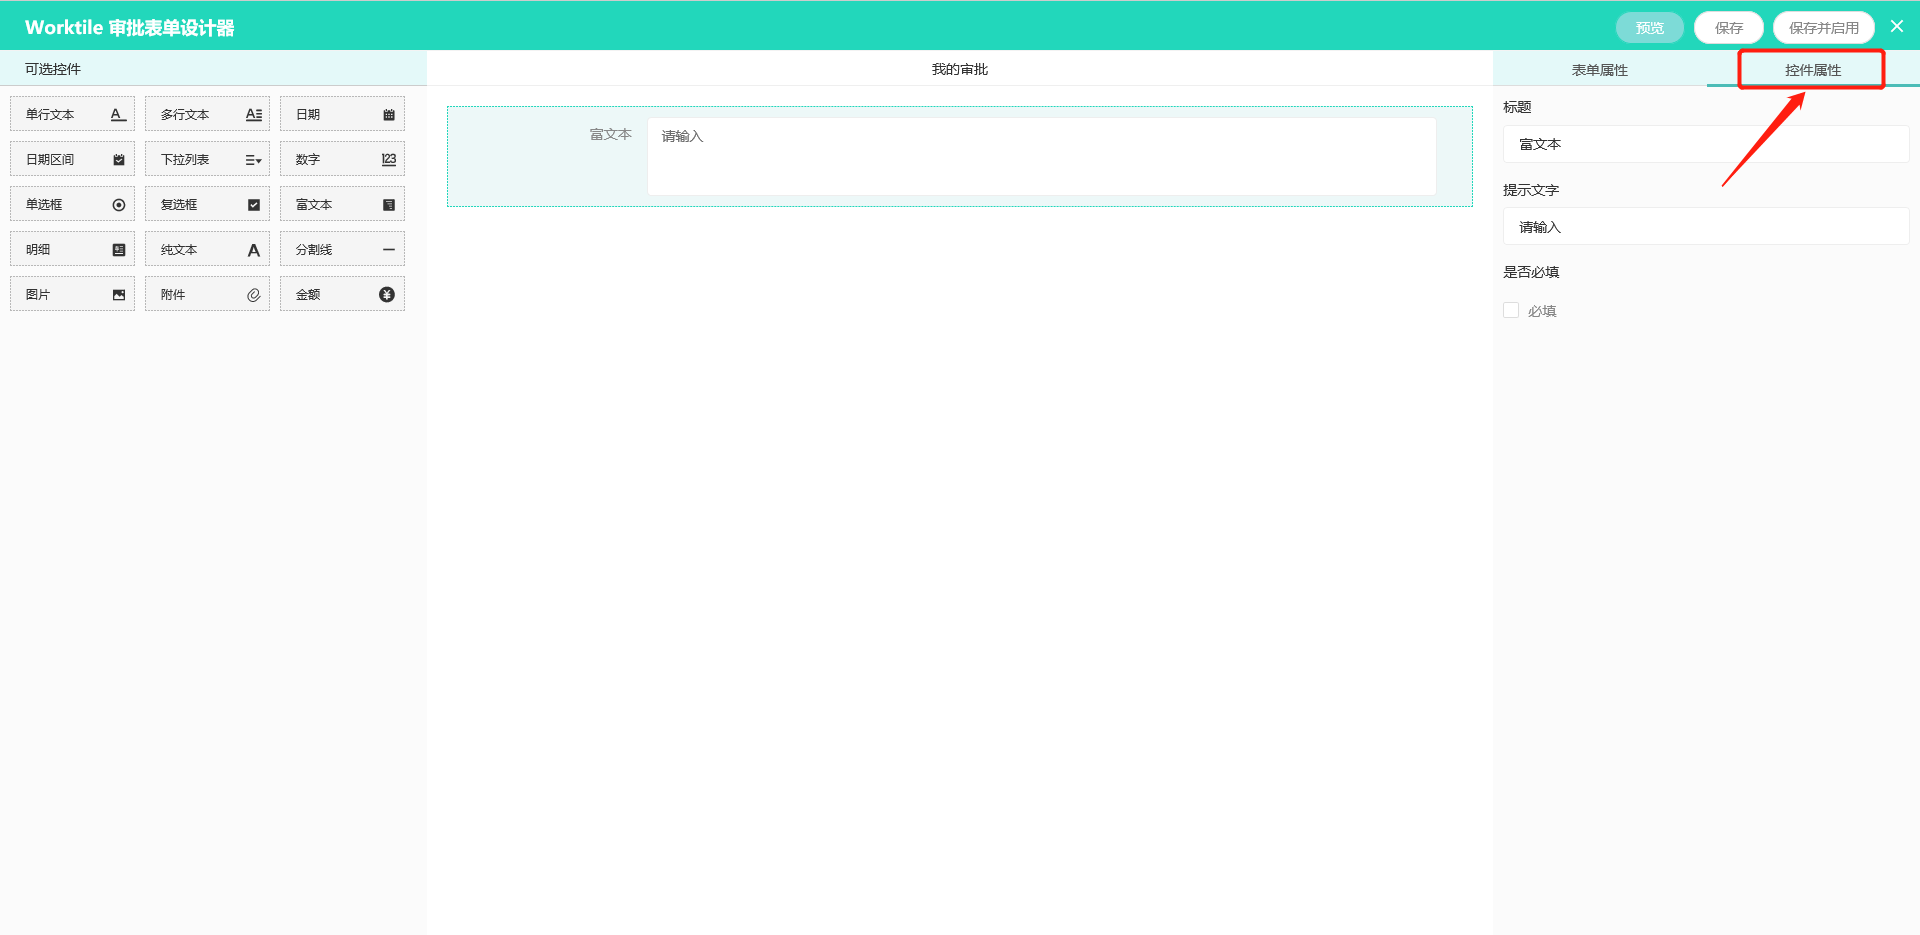 Worktile 审批表单设计器
预览 保存 保存并启用
可选控件
单行文本 多行文本 日期
日期区间 下拉列表 数字
单选框 复选框 富文本
明细 纯文本 分割线
图片 附件 金额
我的审批
富文本 请输入
表单属性 控件属性
标题
富文本
提示文字
请输入
是否必填
必填